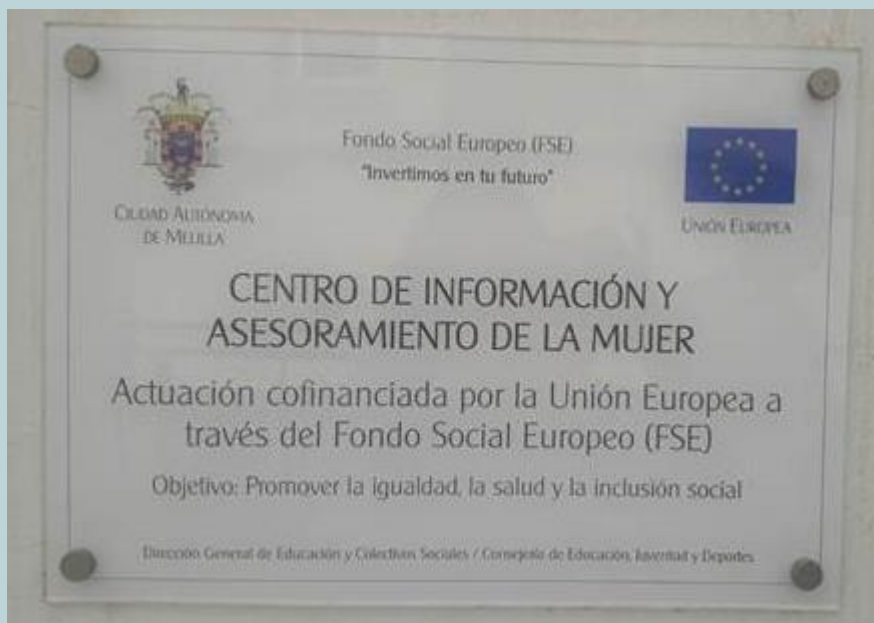 Fondo Social Europeo (FSE)
"Invertimos en tu futuro"
CIUDAD AUTÓNOMA
DE MELILLA
UNIÓN EUROPEA
CENTRO DE INFORMACIÓN Y
ASESORAMIENTO DE LA MUJER
Actuación cofinanciada por la Unión Europea a
través del Fondo Social Europeo (FSE)
Objetivo: Promover la igualdad, la salud y la inclusión social
Dirección General de Educación y Colectivos Sociales / Consejería de Educación, Juventud y Deportes